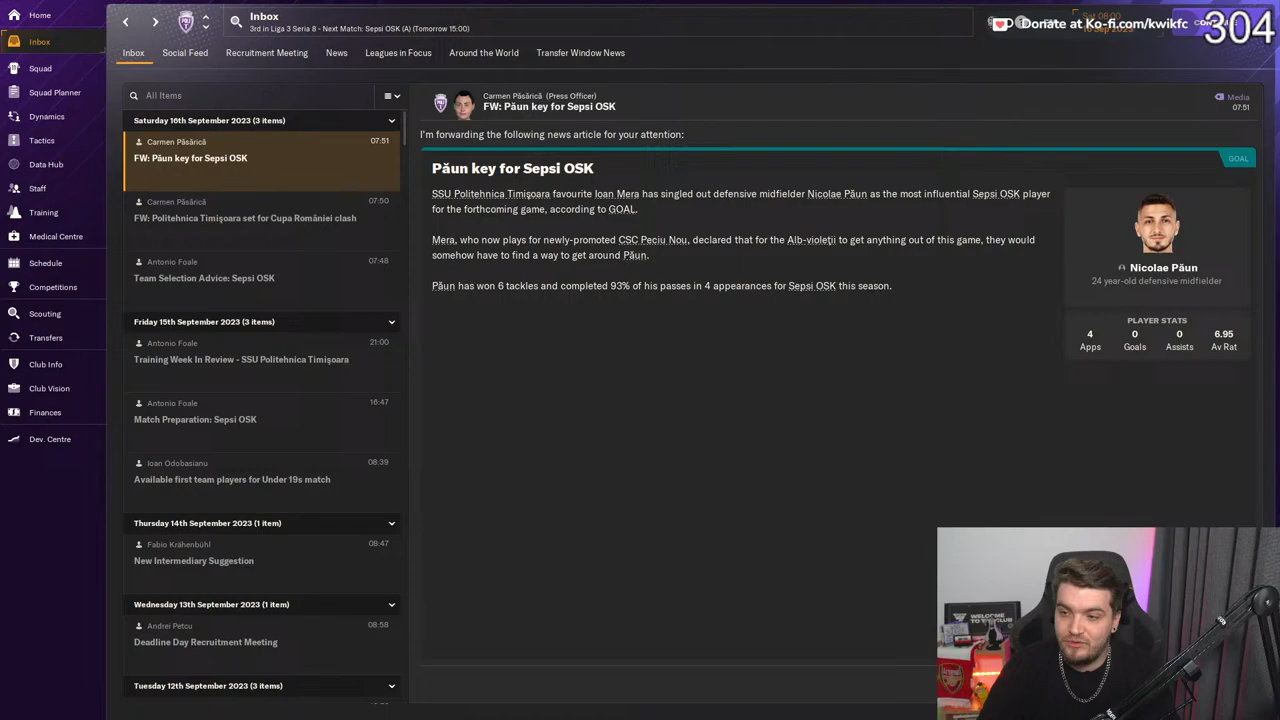 Home
Inbox
Squad
Squad Planner
Dynamics
Tactics
Data Hub
Staff
Training
Medical Centre
Schedule
Competitions
Scouting
Transfers
Club Info
Club Vision
Finances
Dev. Centre
Inbox
3rd in Liga 3 Seria 8 - Next Match: Sepsi OSK (A) (Tomorrow 15:00)
Donate at Ko-fi.com/kwikfc
304
Inbox
Social Feed
Recruitment Meeting
News
Leagues in Focus
Around the World
Transfer Window News
All Items
Saturday 16th September 2023 (3 items)
Carmen Păsărică
07:51
FW: Păun key for Sepsi OSK
Carmen Păsărică
07:50
FW: Politehnica Timişoara set for Cupa României clash
Antonio Foale
07:48
Team Selection Advice: Sepsi OSK
Friday 15th September 2023 (3 items)
Antonio Foale
21:00
Training Week In Review - SSU Politehnica Timişoara
Antonio Foale
16:47
Match Preparation: Sepsi OSK
Ioan Odobasianu
08:39
Available first team players for Under 19s match
Thursday 14th September 2023 (1 item)
Fabio Krähenbühl
08:47
New Intermediary Suggestion
Wednesday 13th September 2023 (1 item)
Andrei Petcu
08:58
Deadline Day Recruitment Meeting
Tuesday 12th September 2023 (3 items)
Carmen Păsărică (Press Officer)
FW: Păun key for Sepsi OSK
Media
07:51
I'm forwarding the following news article for your attention:
GOAL
Păun key for Sepsi OSK
SSU Politehnica Timişoara favourite Ioan Mera has singled out defensive midfielder Nicolae Păun as the most influential Sepsi OSK player
for the forthcoming game, according to GOAL.
Mera, who now plays for newly-promoted CSC Peciu Nou, declared that for the Alb-violeţii to get anything out of this game, they would
somehow have to find a way to get around Păun.
Păun has won 6 tackles and completed 93% of his passes in 4 appearances for Sepsi OSK this season.
Nicolae Păun
24 year-old defensive midfielder
PLAYER STATS
4
0
0
6.95
Apps
Goals
Assists
Av Rat
WELCOME
Arsenal